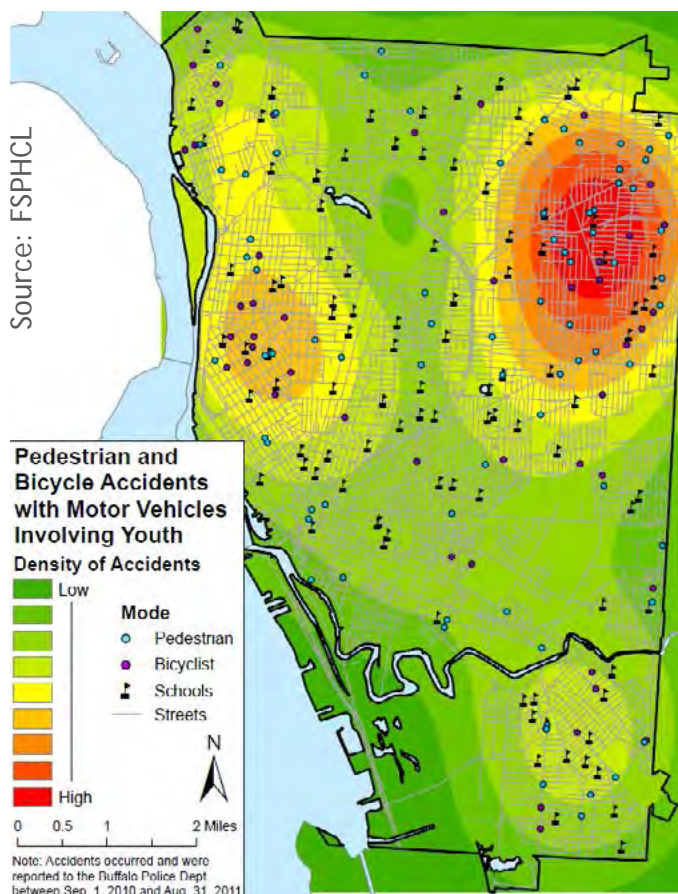 Source: FSPHCL
Pedestrian and
Bicycle Accidents
with Motor Vehicles
Involving Youth
Density of Accidents
Low
High
Mode
Pedestrian
Bicyclist
Schools
Streets
N
0 0.5 1 2 Miles
Note: Accidents occurred and were
reported to the Buffalo Police Dept
between Sep. 1, 2010 and Aug. 31, 2011